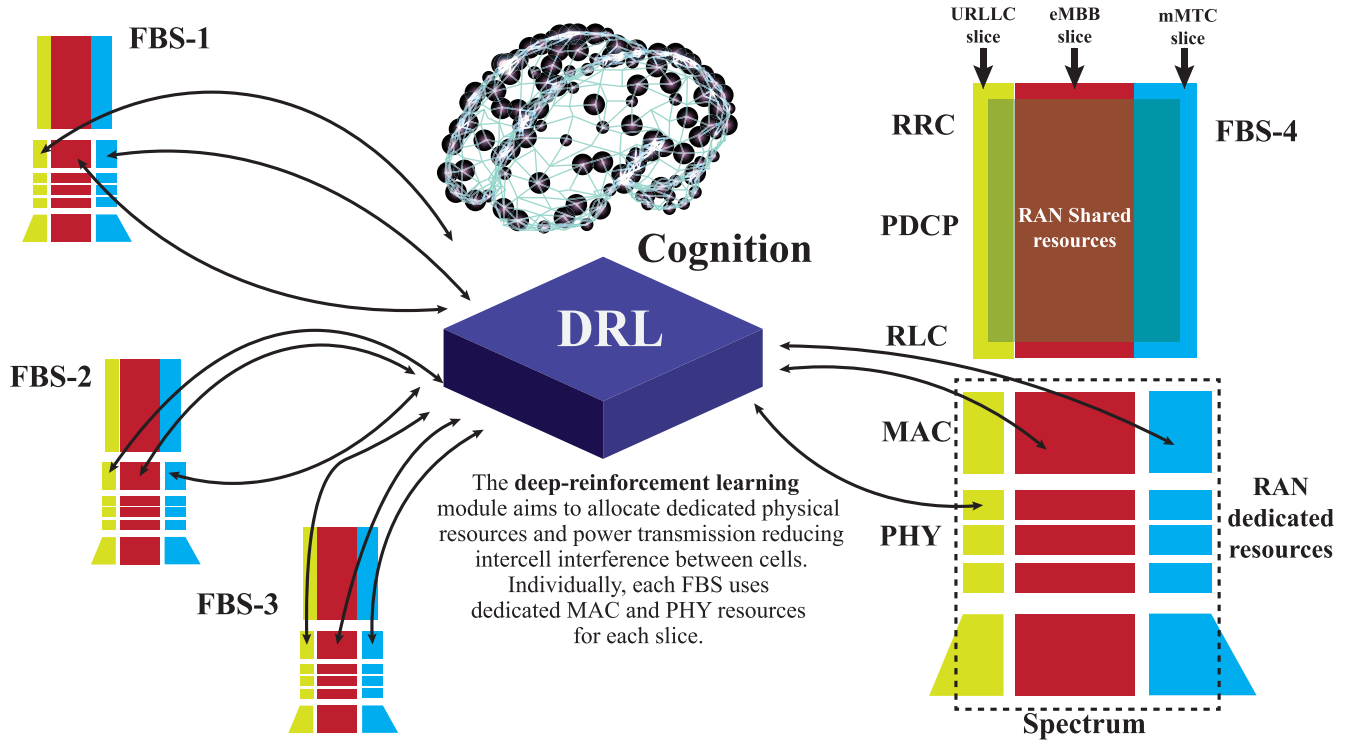 FBS-1
FBS-2
FBS-3
Cognition
DRL
The deep-reinforcement learning
module aims to allocate dedicated physical
resources and power transmission reducing
intercell interference between cells.
Individually, each FBS uses
dedicated MAC and PHY resources
for each slice.
URLLC
slice
eMBB
slice
mMTC
slice
RRC
FBS-4
PDCP
RAN Shared
resources
RLC
MAC
PHY
RAN
dedicated
resources
Spectrum